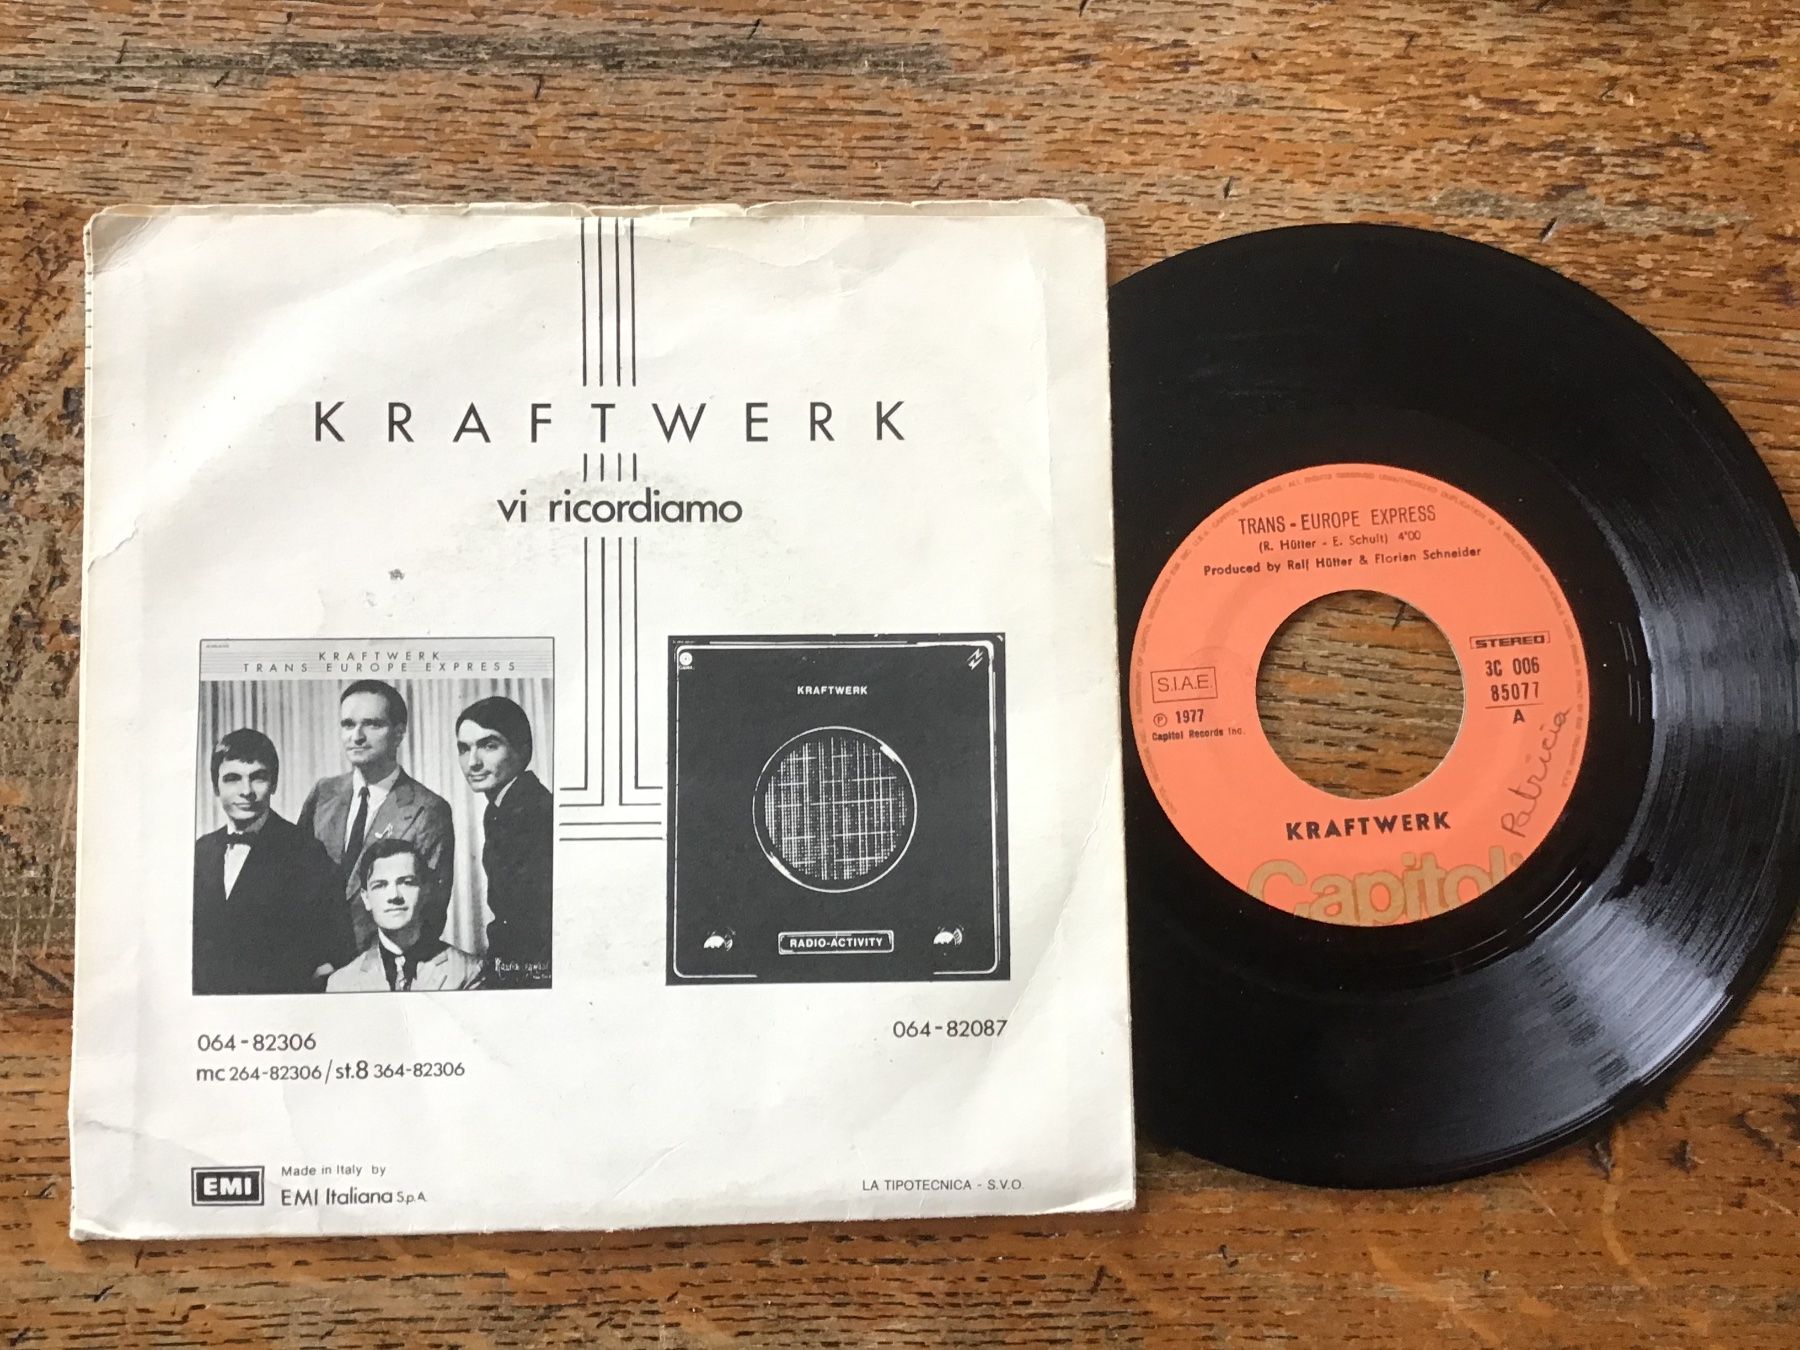 KRAFTWERK
vi ricordiamo
KRAFTWERK
TRANS EUROPE EXPRESS
KRAFTWERK
RADIO-ACTIVITY
064-82306
mc 264-82306/st.8 364-82306
064-82087
EMI
Made in Italy by
EMI Italiana S.p.A.
LA TIPOTECNICA - S.V.O.
TRANS-EUROPE EXPRESS
(R. Hütter - E. Schult) 4'00
Produced by Ralf Hütter & Florian Schneider
STEREO
3C 006
85077
A
S.I.A.E.
℗ 1977
Capitol Records Inc.
Patricia
KRAFTWERK
Capitol